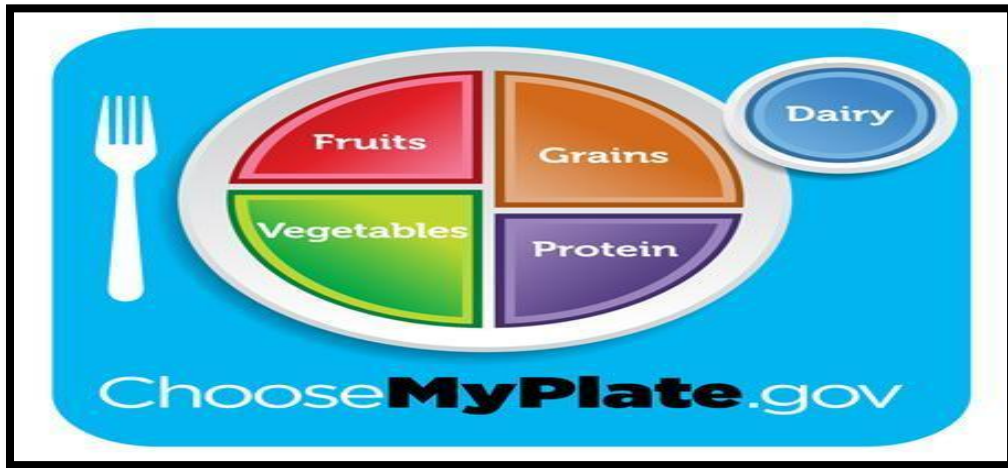 Dairy
Fruits
Grains
Vegetables
Protein
ChooseMyPlate.gov